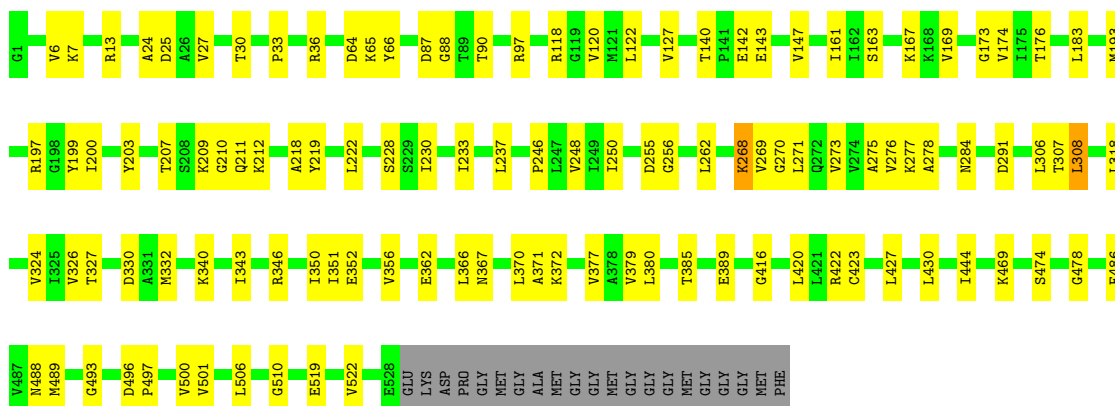 G1 V6 K7 R13 A24 D25 A26 V27 T30 P33 R36 D64 K65 Y66 D87 G88 T89 T90 R97 R118 G119 V120 M121 L122 V127 T140 P141 E142 E143 V147 I161 I162 S163 K167 K168 V169 G173 V174 I175 T176 L183 M193
R197 G198 Y199 I200 Y203 T207 S208 K209 G210 Q211 K212 A218 Y219 L222 S228 S229 I230 I233 L237 P246 L247 V248 I249 I250 D255 G256 L262 K268 V269 G270 L271 Q272 V273 V274 A275 V276 K277 A278 N284 D291 L306 T307 L308 L318
V324 I325 V326 T327 D330 A331 M332 K340 I343 R346 I350 I351 E352 V356 E362 L366 N367 L370 A371 K372 V377 A378 V379 L380 T385 E389 G416 L420 L421 R422 C423 L427 L430 I444 K469 S474 G478 E486
V487 N488 M489 G493 D496 P497 V500 V501 L506 G510 E519 V522 E528 GLU LYS ASP PRO GLY MET GLY ALA MET GLY GLY MET GLY GLY GLY MET GLY GLY GLY MET PHE